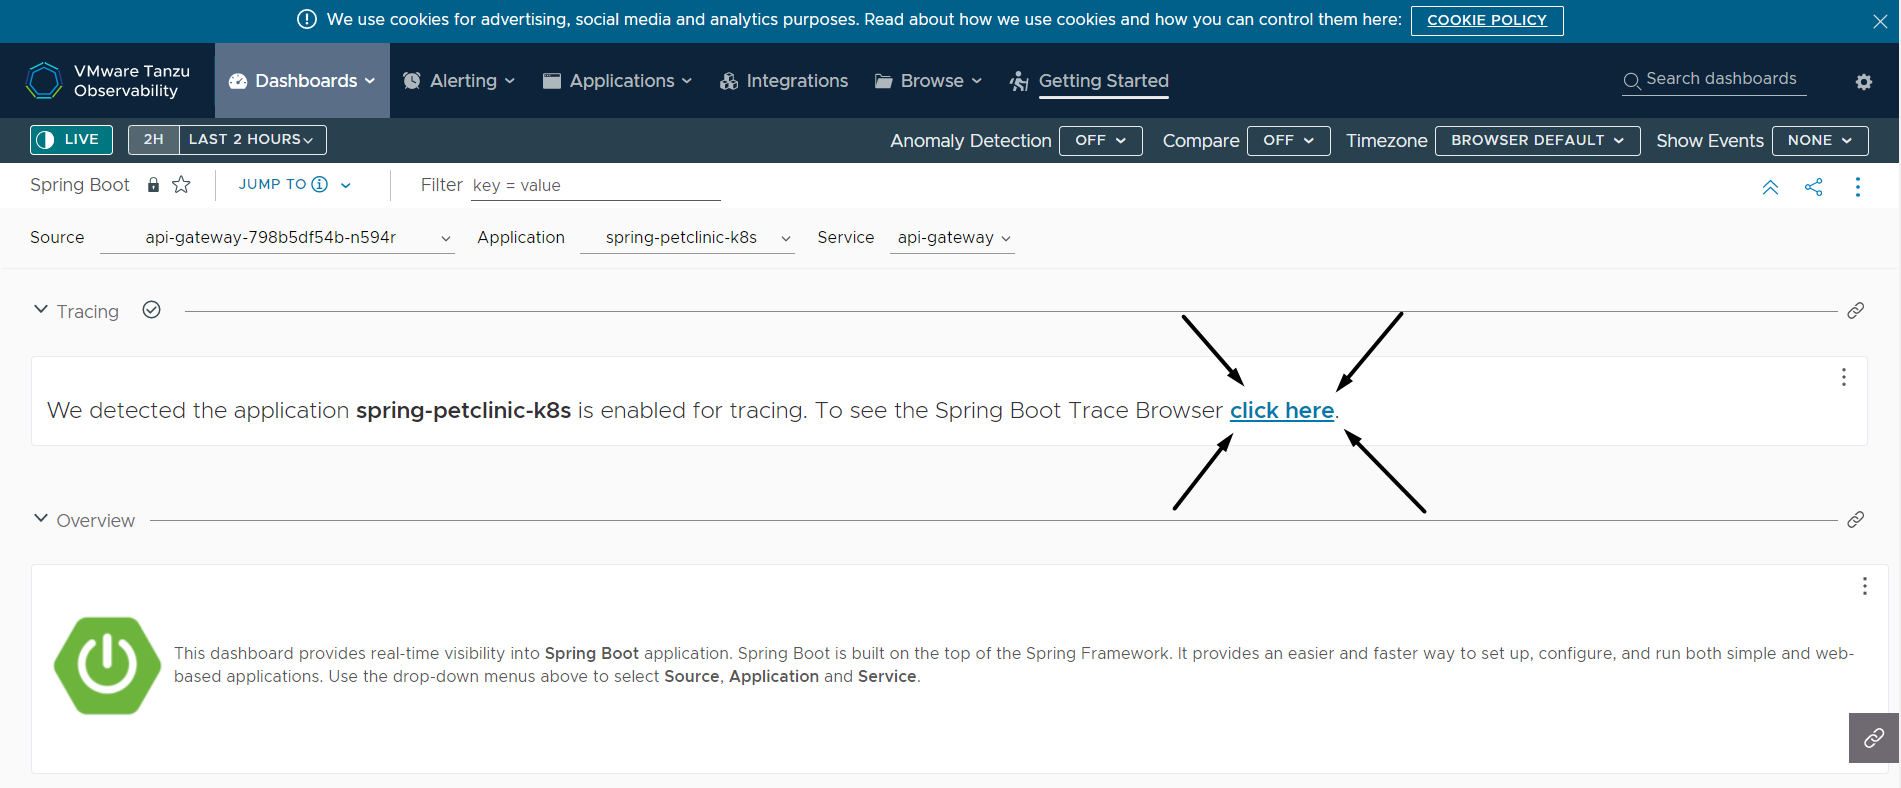 We use cookies for advertising, social media and analytics purposes. Read about how we use cookies and how you can control them here: COOKIE POLICY
VMware Tanzu Observability
Dashboards Alerting Applications Integrations Browse Getting Started Search dashboards
LIVE 2H LAST 2 HOURS Anomaly Detection OFF Compare OFF Timezone BROWSER DEFAULT Show Events NONE
Spring Boot JUMP TO Filter key = value
Source api-gateway-798b5df54b-n594r Application spring-petclinic-k8s Service api-gateway
Tracing
We detected the application spring-petclinic-k8s is enabled for tracing. To see the Spring Boot Trace Browser click here.
Overview
This dashboard provides real-time visibility into Spring Boot application. Spring Boot is built on the top of the Spring Framework. It provides an easier and faster way to set up, configure, and run both simple and web-
based applications. Use the drop-down menus above to select Source, Application and Service.